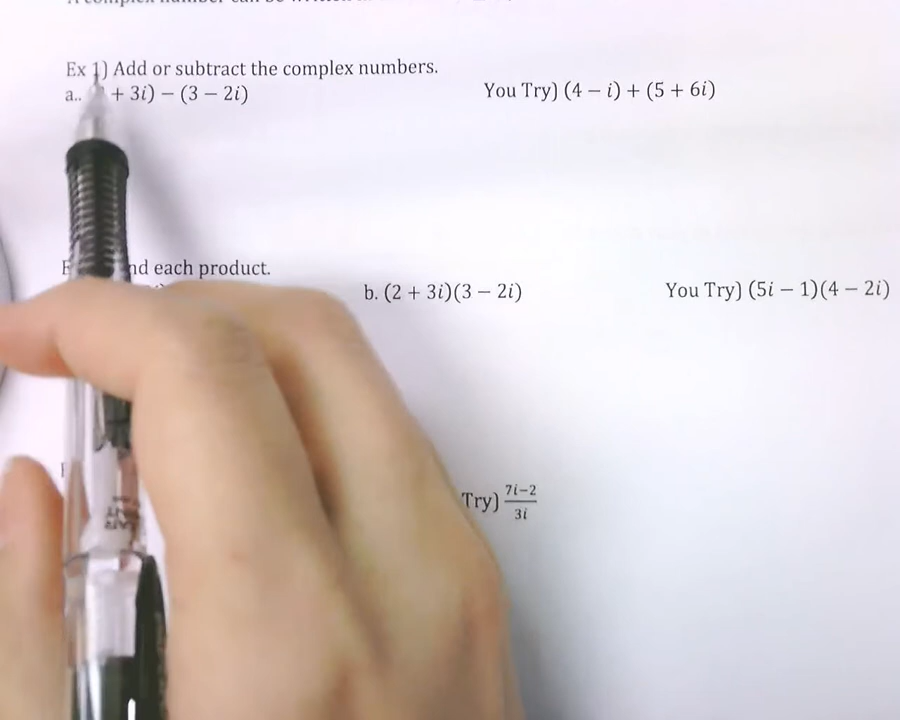 Ex 1) Add or subtract the complex numbers.
a.. + 3i) − (3 − 2i)
You Try) (4 − i) + (5 + 6i)
each product.
b. (2 + 3i)(3 − 2i)
You Try) (5i − 1)(4 − 2i)
Try) \frac{7i−2}{3i}